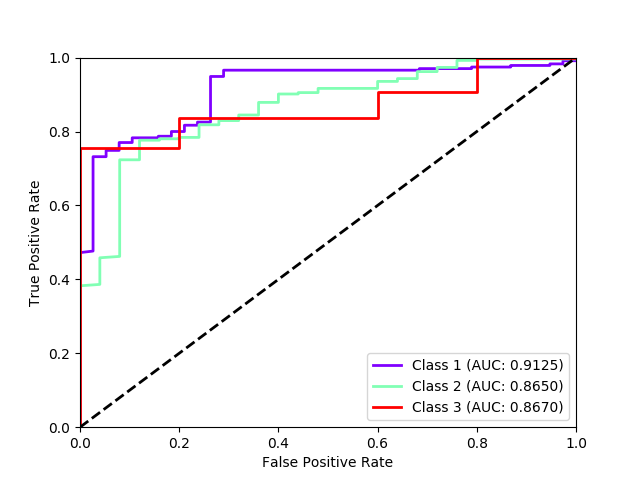 1.0
0.8
0.6
0.4
0.2
0.0
True Positive Rate
Class 1 (AUC: 0.9125)
Class 2 (AUC: 0.8650)
Class 3 (AUC: 0.8670)
0.0 0.2 0.4 0.6 0.8 1.0
False Positive Rate